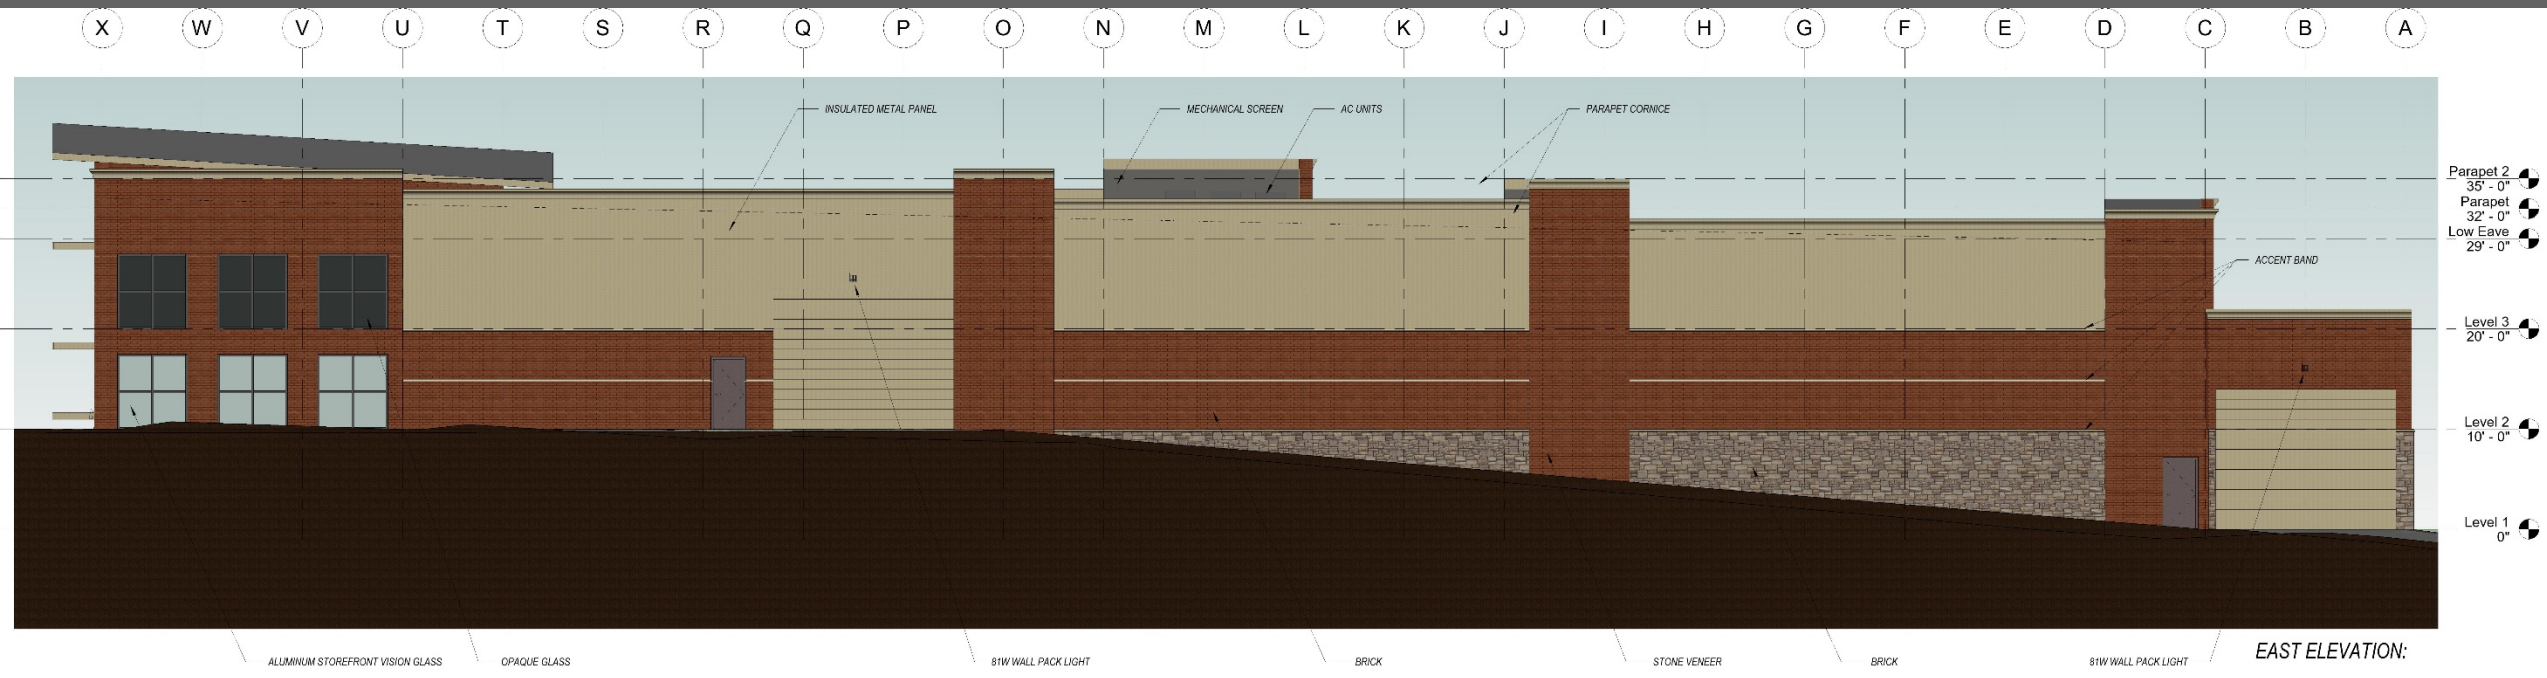 X W V U T S R Q P O N M L K J I H G F E D C B A
INSULATED METAL PANEL
MECHANICAL SCREEN
AC UNITS
PARAPET CORNICE
Parapet 2
35' - 0"
Parapet
32' - 0"
Low Eave
29' - 0"
ACCENT BAND
Level 3
20' - 0"
Level 2
10' - 0"
Level 1
0"
ALUMINUM STOREFRONT VISION GLASS
OPAQUE GLASS
81W WALL PACK LIGHT
BRICK
STONE VENEER
BRICK
81W WALL PACK LIGHT
EAST ELEVATION: